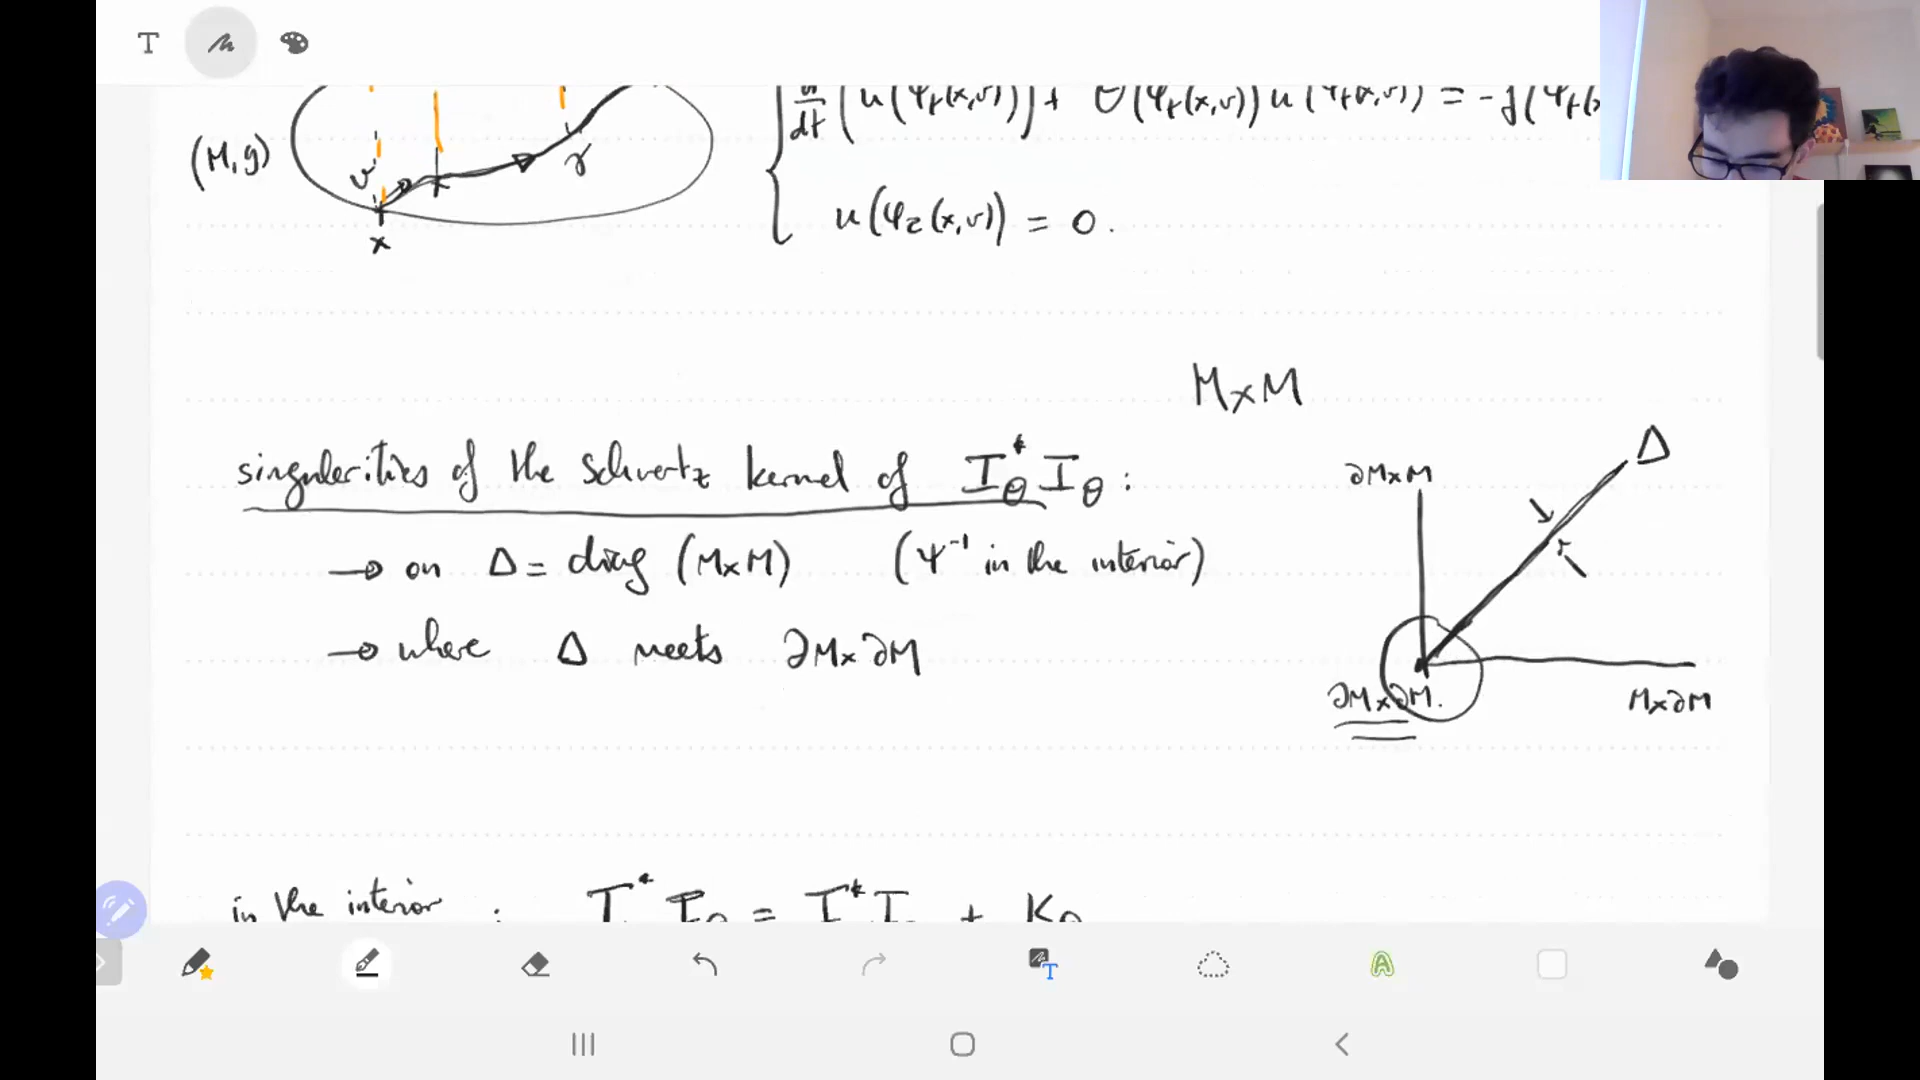 (M,g)
v
γ
x
d/dt (u(φ_t(x,v))) + Θ(φ_t(x,v)) u(φ_t(x,v)) = -f(φ_t(x
u(φ_τ(x,v)) = 0.
M×M
singularities of the Schwartz kernel of I_θ^* I_θ :
→ on Δ = diag (M×M) (Ψ^-1 in the interior)
→ where Δ meets ∂M×∂M
Δ
∂M×M
∂M×∂M.
M×∂M
in the interior :